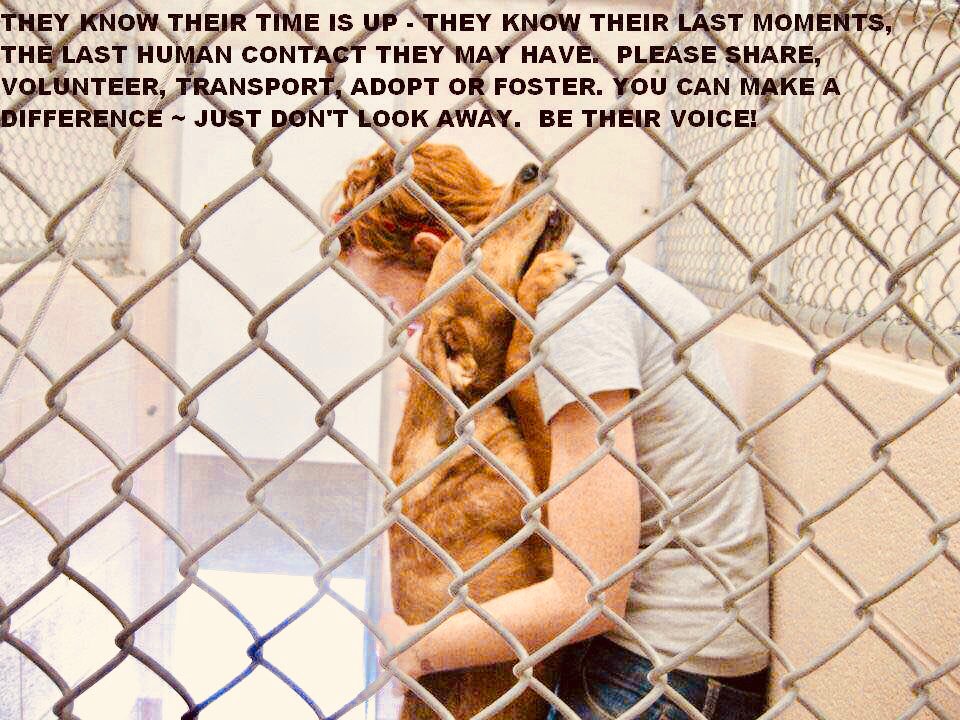 THEY KNOW THEIR TIME IS UP - THEY KNOW THEIR LAST MOMENTS,
THE LAST HUMAN CONTACT THEY MAY HAVE.  PLEASE SHARE,
VOLUNTEER, TRANSPORT, ADOPT OR FOSTER. YOU CAN MAKE A
DIFFERENCE ~ JUST DON'T LOOK AWAY.  BE THEIR VOICE!